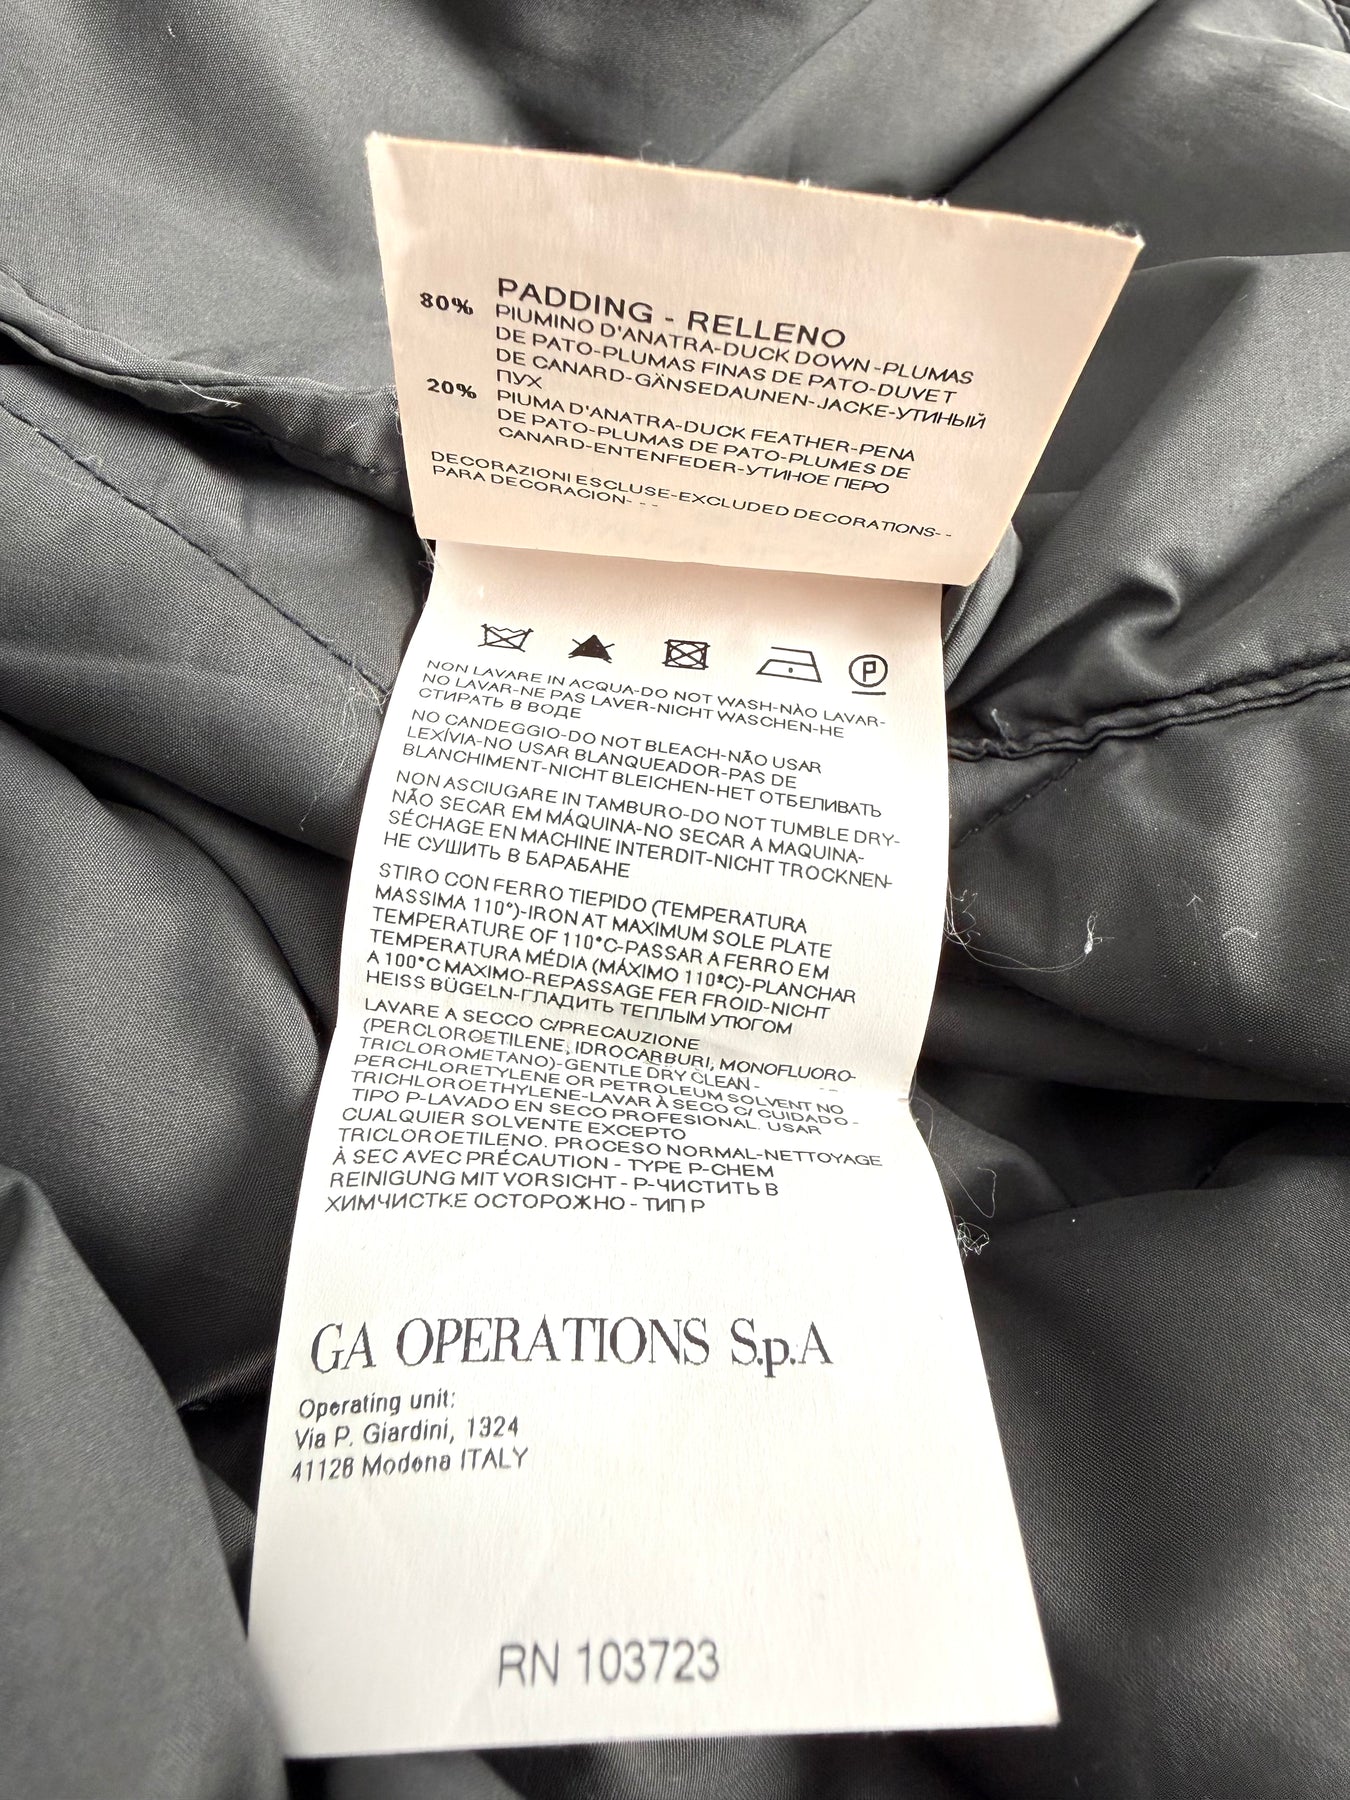 PADDING - RELLENO
80% PIUMINO D'ANATRA-DUCK DOWN-PLUMAS
DE PATO-PLUMAS FINAS DE PATO-DUVET
DE CANARD-GÄNSEDAUNEN-JACKE-УТИНЫЙ
ПУХ
20% PIUMA D'ANATRA-DUCK FEATHER-PENA
DE PATO-PLUMAS DE PATO-PLUMES DE
CANARD-ENTENFEDER-УТИНОЕ ПЕРО
DECORAZIONI ESCLUSE-EXCLUDED DECORATIONS- -
PARA DECORACION- - -
P
NON LAVARE IN ACQUA-DO NOT WASH-NÀO LAVAR-
NO LAVAR-NE PAS LAVER-NICHT WASCHEN-НЕ
СТИРАТЬ В ВОДЕ
NO CANDEGGIO-DO NOT BLEACH-NÃO USAR
LEXÍVIA-NO USAR BLANQUEADOR-PAS DE
BLANCHIMENT-NICHT BLEICHEN-НЕТ ОТБЕЛИВАТЬ
NON ASCIUGARE IN TAMBURO-DO NOT TUMBLE DRY-
NÃO SECAR EM MÁQUINA-NO SECAR A MAQUINA-
SÉCHAGE EN MACHINE INTERDIT-NICHT TROCKNEN-
НЕ СУШИТЬ В БАРАБАНЕ
STIRO CON FERRO TIEPIDO (TEMPERATURA
MASSIMA 110°)-IRON AT MAXIMUM SOLE PLATE
TEMPERATURE OF 110°C-PASSAR A FERRO EM
TEMPERATURA MÉDIA (MÁXIMO 110ºC)-PLANCHAR
A 100°C MAXIMO-REPASSAGE FER FROID-NICHT
HEISS BÜGELN-ГЛАДИТЬ ТЕПЛЫМ УТЮГОМ
LAVARE A SECCO C/PRECAUZIONE
(PERCLOROETILENE, IDROCARBURI, MONOFLUORO-
TRICLOROMETANO)-GENTLE DRY CLEAN -
PERCHLORETYLENE OR PETROLEUM SOLVENT NO
TRICHLOROETHYLENE-LAVAR À SECO C/ CUIDADO -
TIPO P-LAVADO EN SECO PROFESIONAL. USAR
CUALQUIER SOLVENTE EXCEPTO
TRICLOROETILENO. PROCESO NORMAL-NETTOYAGE
À SEC AVEC PRÉCAUTION - TYPE P-CHEM
REINIGUNG MIT VORSICHT - P-ЧИСТИТЬ В
ХИМЧИСТКЕ ОСТОРОЖНО - ТИП P
GA OPERATIONS S.p.A
Operating unit:
Via P. Giardini, 1324
41126 Modena ITALY
RN 103723